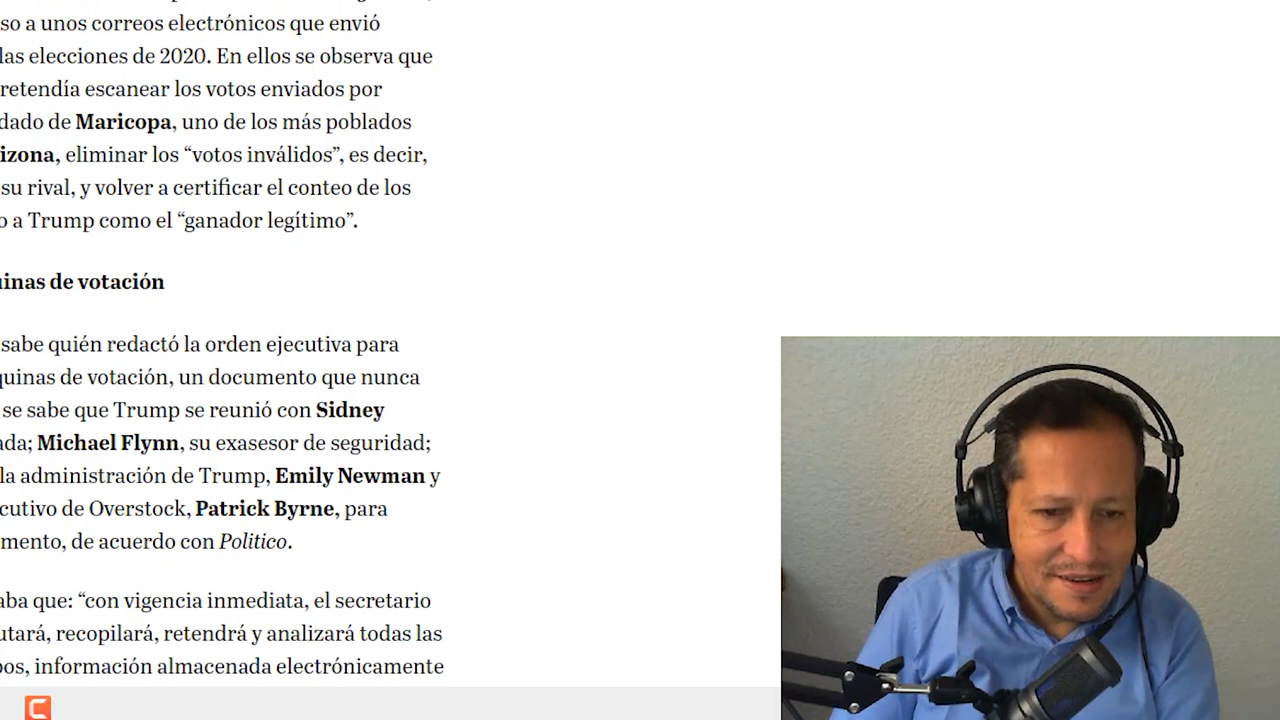 so a unos correos electrónicos que envió
las elecciones de 2020. En ellos se observa que
retendía escanear los votos enviados por
dado de Maricopa, uno de los más poblados
izona, eliminar los “votos inválidos”, es decir,
su rival, y volver a certificar el conteo de los
o a Trump como el “ganador legítimo”.
uinas de votación
sabe quién redactó la orden ejecutiva para
quinas de votación, un documento que nunca
se sabe que Trump se reunió con Sidney
ada; Michael Flynn, su exasesor de seguridad;
la administración de Trump, Emily Newman y
cutivo de Overstock, Patrick Byrne, para
mento, de acuerdo con Politico.
aba que: “con vigencia inmediata, el secretario
utará, recopilará, retendrá y analizará todas las
pos, información almacenada electrónicamente